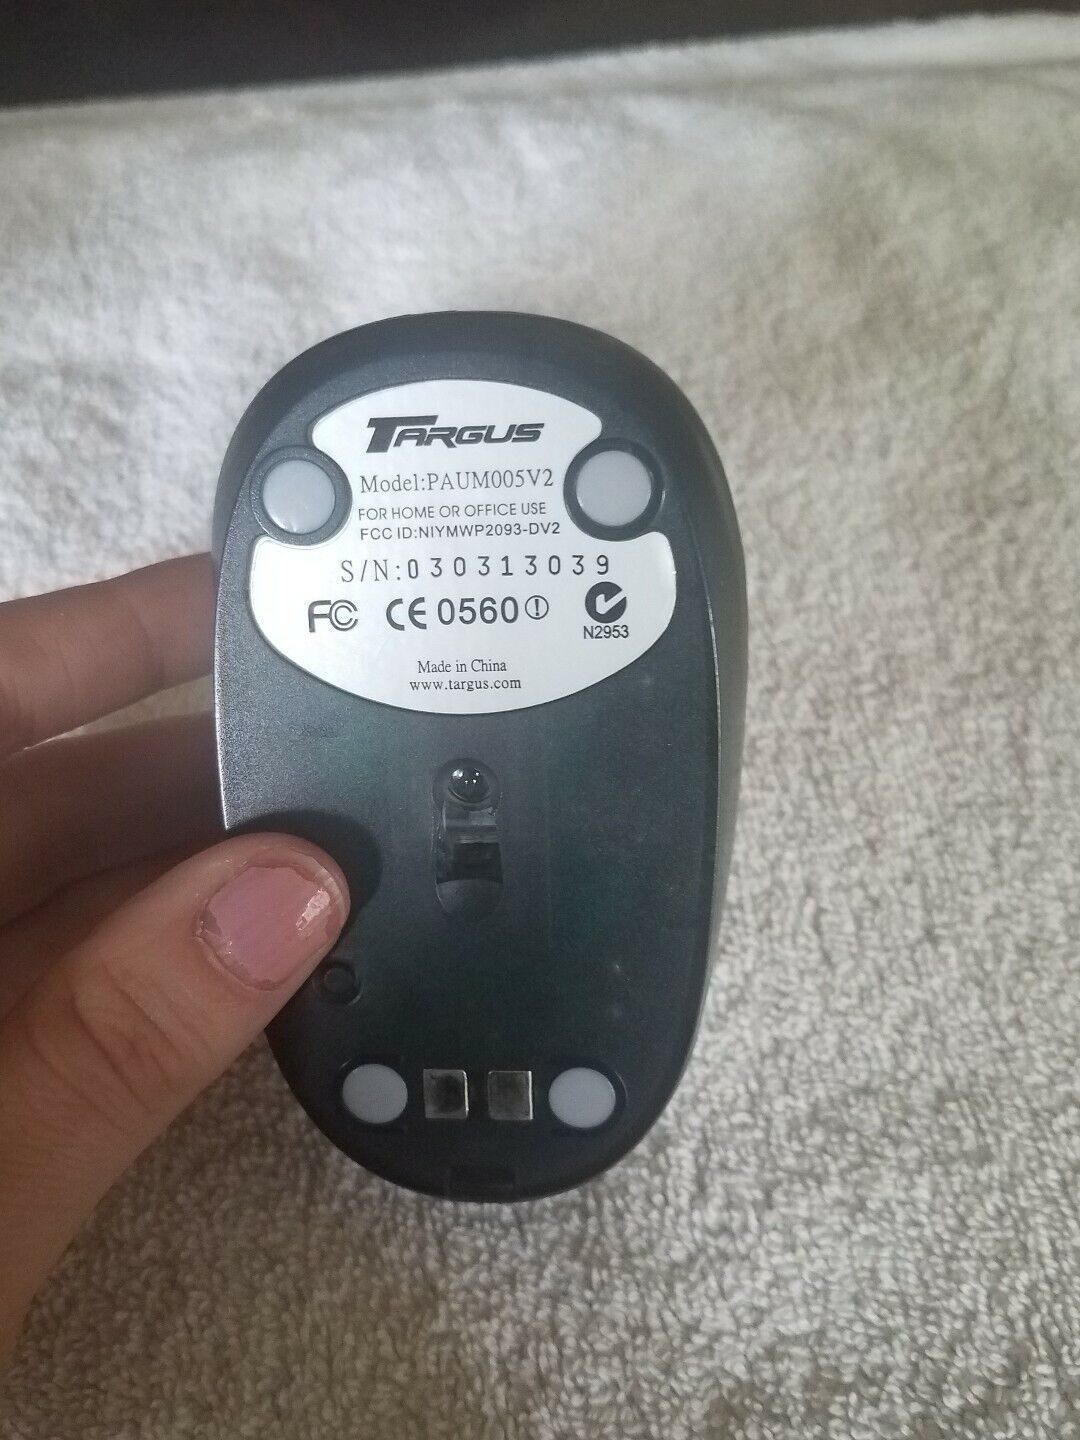 TARGUS
Model:PAUM005V2
FOR HOME OR OFFICE USE
FCC ID:NIYMWP2093-DV2
S/N:030313039
FC CE 0560 !
N2953
Made in China
www.targus.com